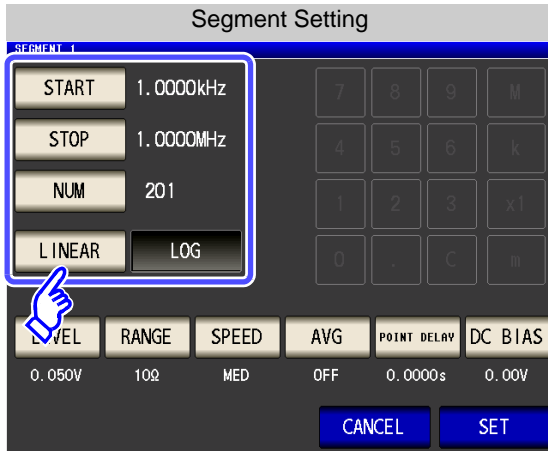 Segment Setting
SEGMENT 1
START 1.0000kHz
STOP 1.0000MHz
NUM 201
LINEAR LOG
7 8 9 M
4 5 6 k
1 2 3 x1
0 . C m
LEVEL RANGE SPEED AVG POINT DELAY DC BIAS
0.050V 10Ω MED OFF 0.0000s 0.00V
CANCEL SET